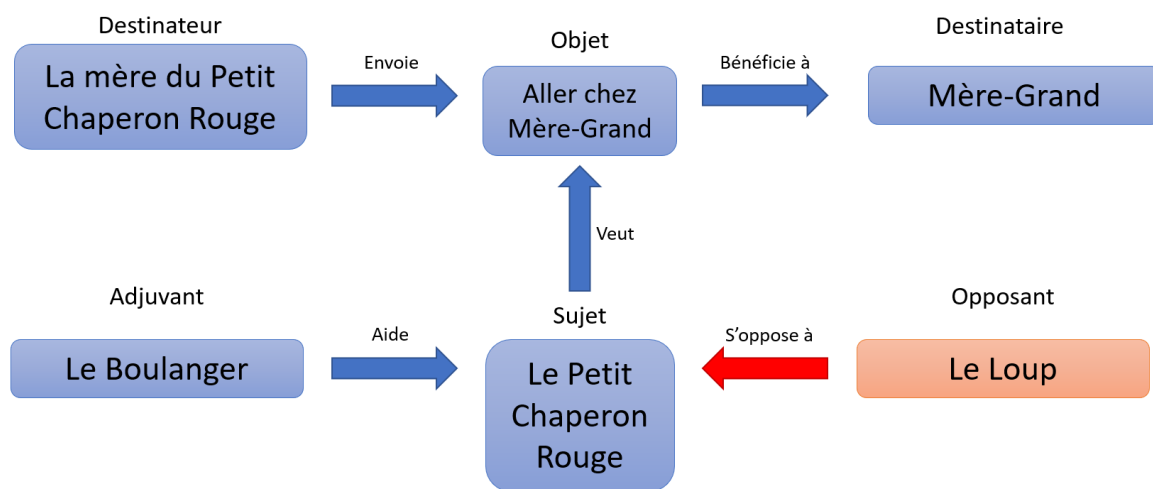 Destinateur
La mère du Petit
Chaperon Rouge
Envoie
Objet
Aller chez
Mère-Grand
Bénéficie à
Destinataire
Mère-Grand
Veut
Adjuvant
Le Boulanger
Aide
Sujet
Le Petit
Chaperon
Rouge
S’oppose à
Opposant
Le Loup